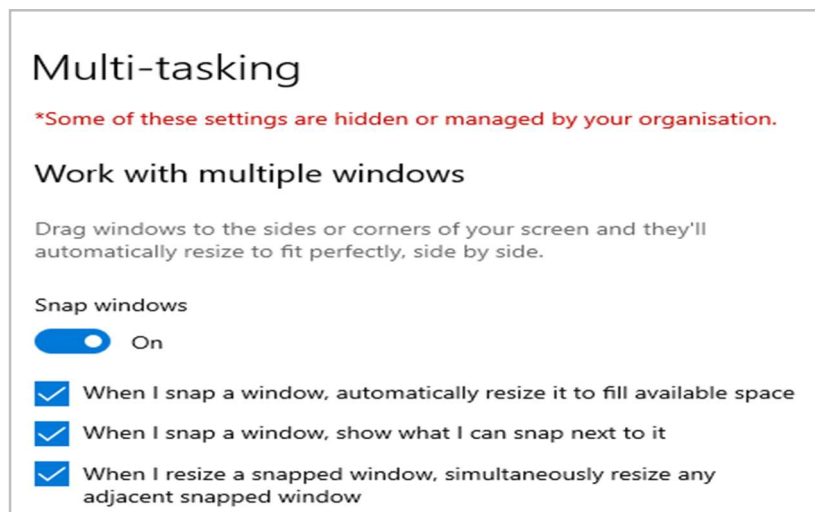 Multi-tasking
*Some of these settings are hidden or managed by your organisation.
Work with multiple windows
Drag windows to the sides or corners of your screen and they'll
automatically resize to fit perfectly, side by side.
Snap windows
On
When I snap a window, automatically resize it to fill available space
When I snap a window, show what I can snap next to it
When I resize a snapped window, simultaneously resize any
adjacent snapped window